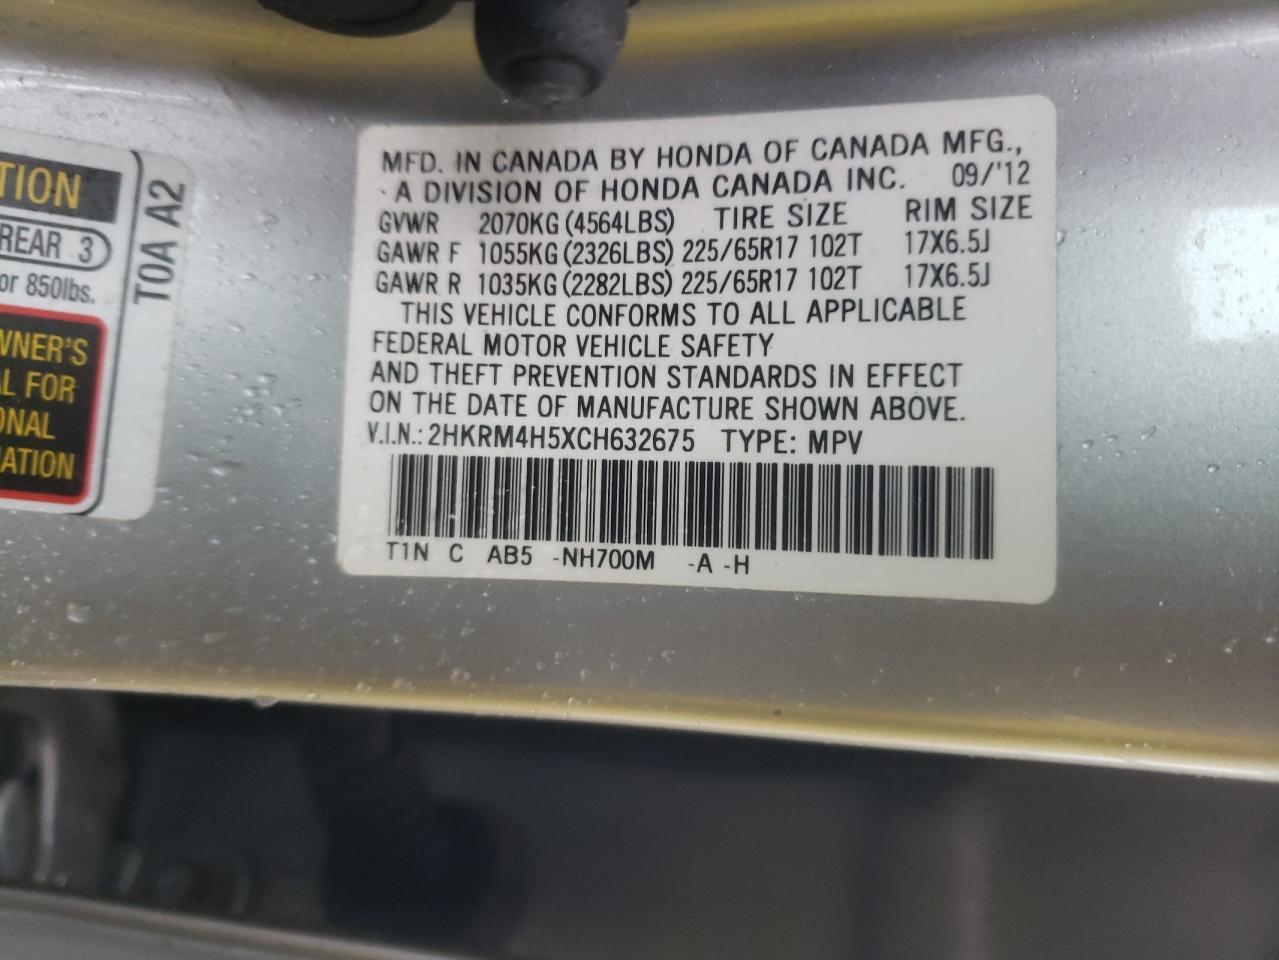 TION
REAR 3
or 850lbs.
WNER'S
L FOR
ONAL
ATION
T0A A2
MFD. IN CANADA BY HONDA OF CANADA MFG.,
A DIVISION OF HONDA CANADA INC. 09/'12
GVWR 2070KG (4564LBS) TIRE SIZE RIM SIZE
GAWR F 1055KG (2326LBS) 225/65R17 102T 17X6.5J
GAWR R 1035KG (2282LBS) 225/65R17 102T 17X6.5J
THIS VEHICLE CONFORMS TO ALL APPLICABLE
FEDERAL MOTOR VEHICLE SAFETY
AND THEFT PREVENTION STANDARDS IN EFFECT
ON THE DATE OF MANUFACTURE SHOWN ABOVE.
V.I.N.: 2HKRM4H5XCH632675 TYPE: MPV
T1N C AB5 -NH700M -A -H